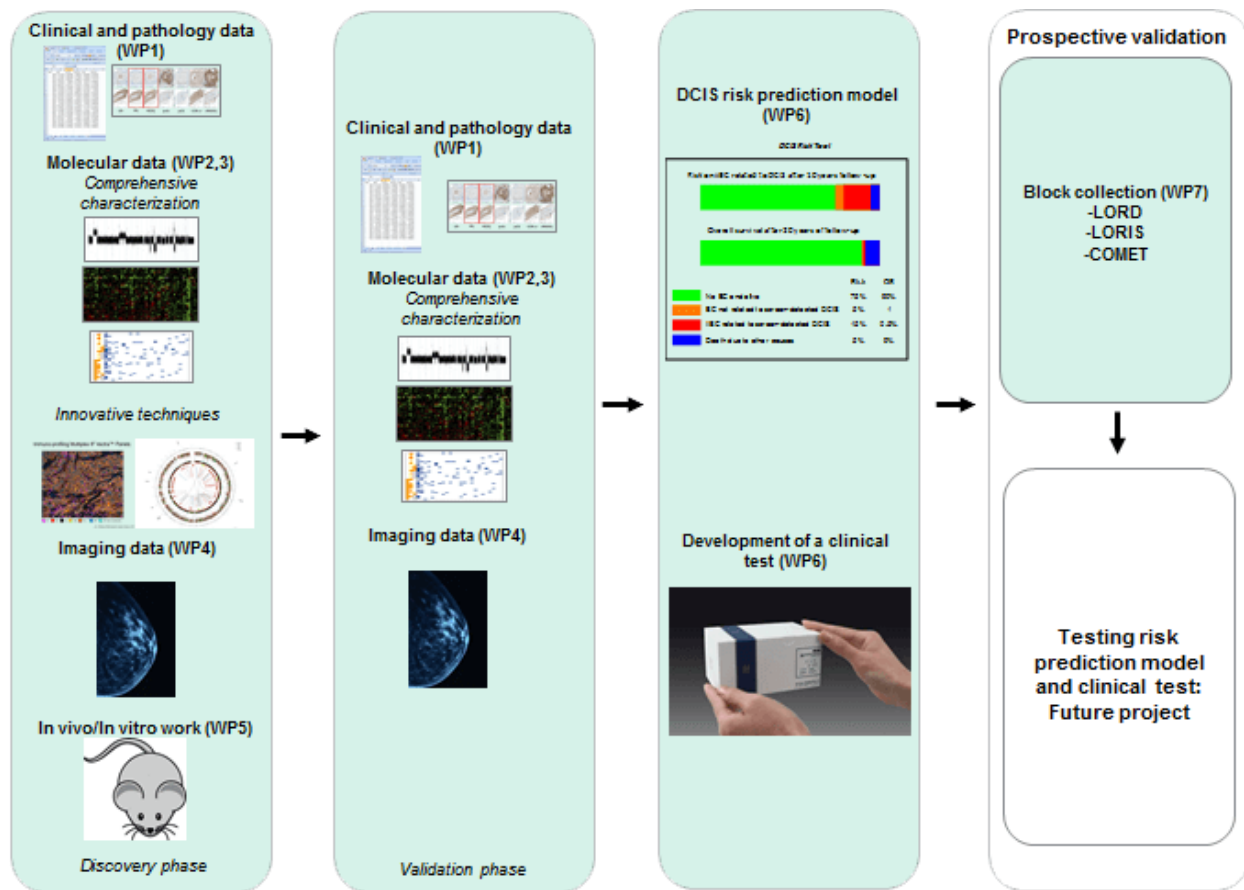 Clinical and pathology data
(WP1)
Molecular data (WP2,3)
Comprehensive
characterization
Innovative techniques
Imaging data (WP4)
In vivo/In vitro work (WP5)
Discovery phase
Clinical and pathology data
(WP1)
Molecular data (WP2,3)
Comprehensive
characterization
Imaging data (WP4)
Validation phase
DCIS risk prediction model
(WP6)
DCIS Risk Test
Development of a clinical
test (WP6)
Prospective validation
Block collection (WP7)
-LORD
-LORIS
-COMET
Testing risk
prediction model
and clinical test:
Future project